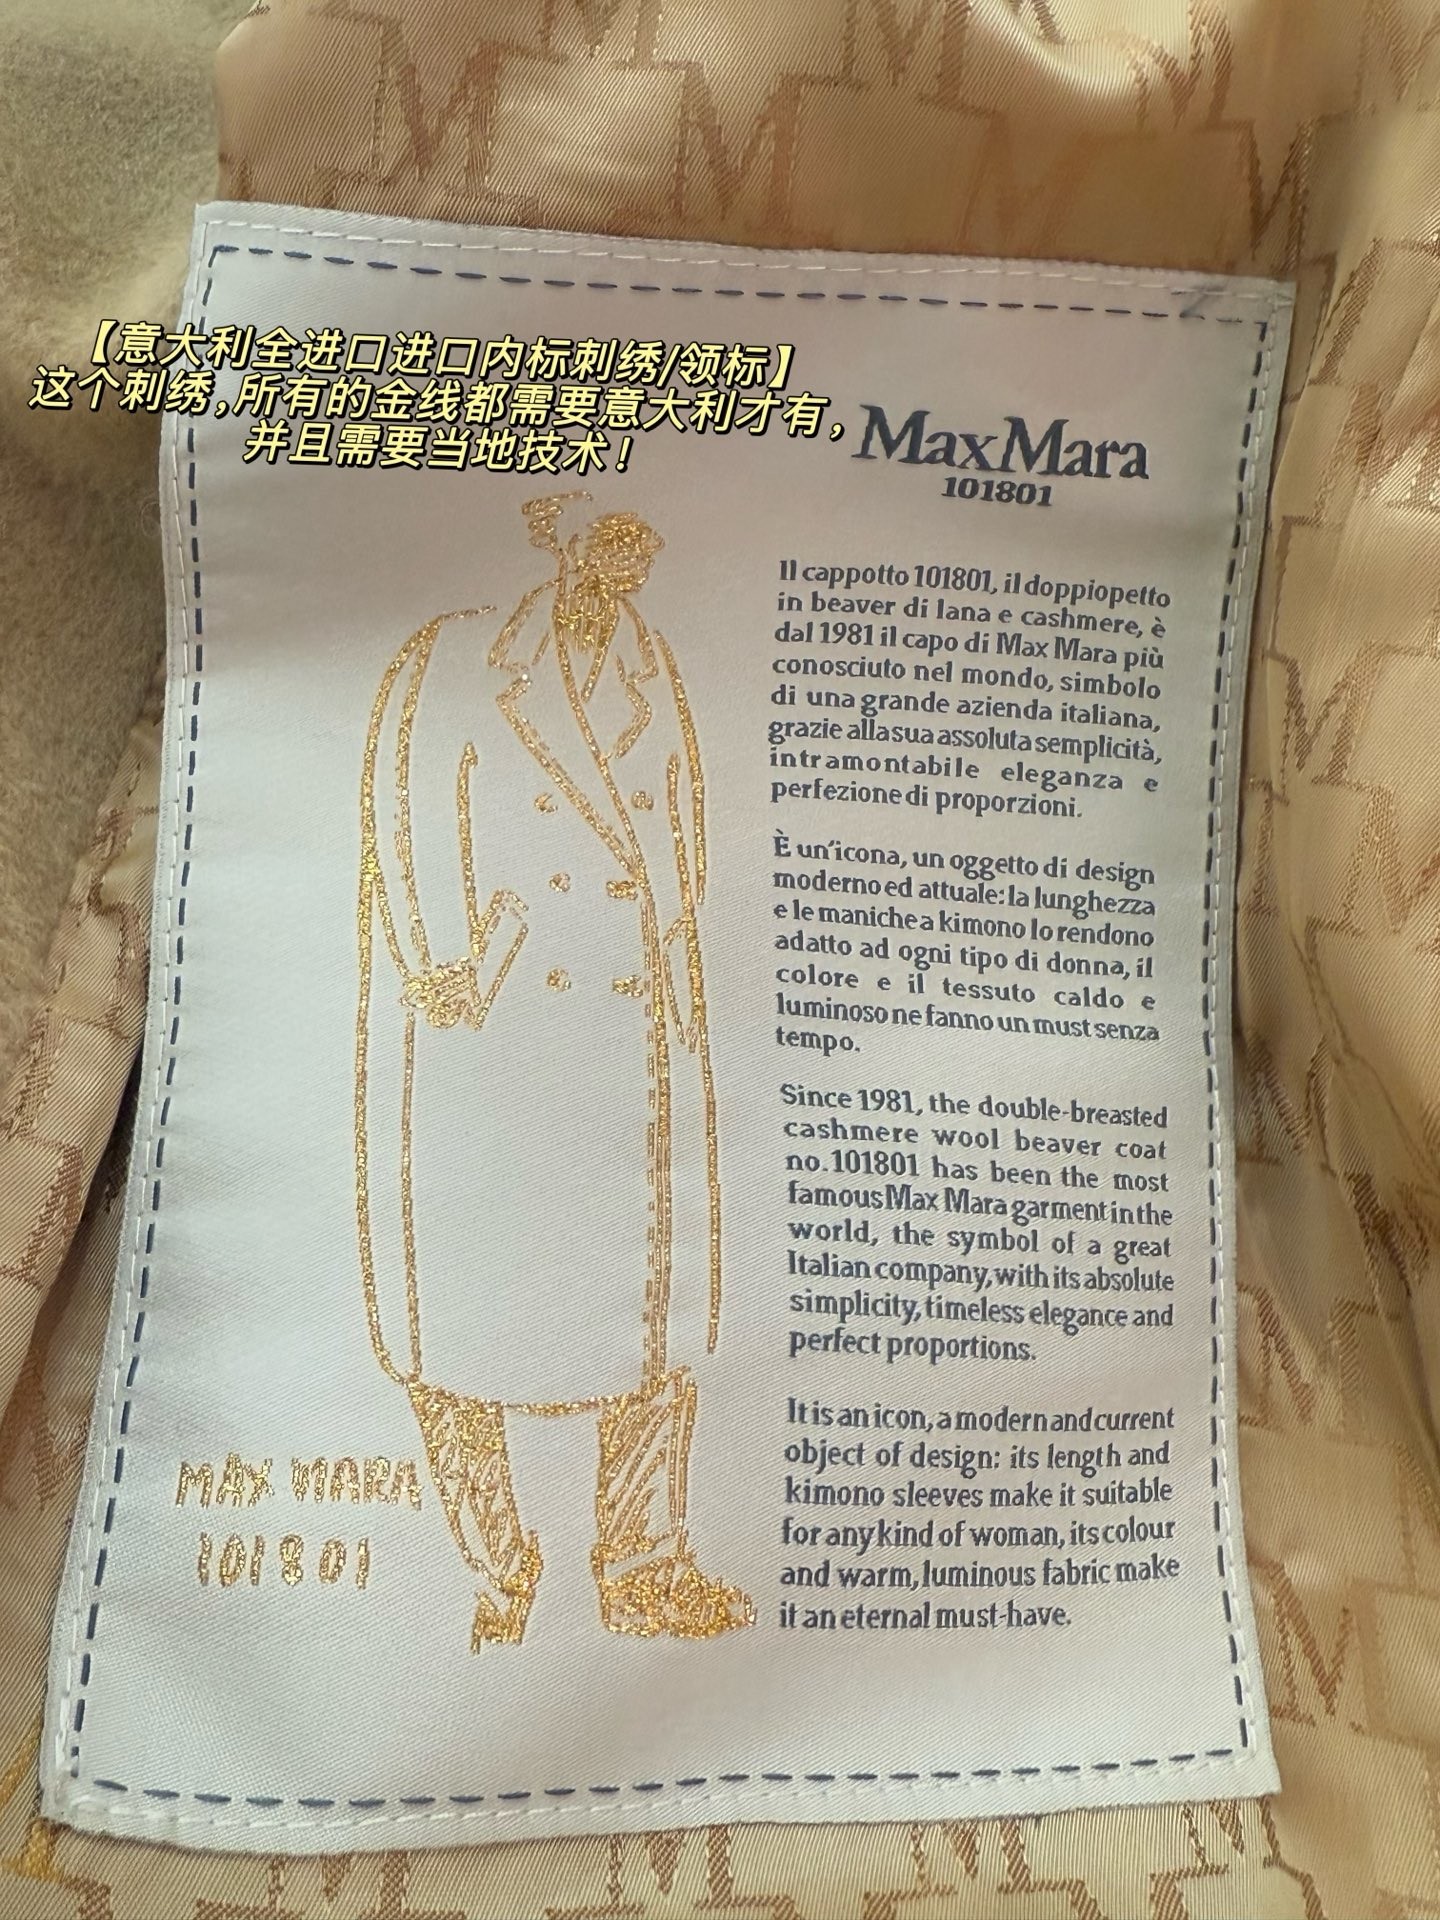 【意大利全进口进口内标刺绣/领标】
这个刺绣,所有的金线都需要意大利才有,
并且需要当地技术!
MaxMara
101801
Il cappotto 101801, il doppiopetto
in beaver di lana e cashmere, è
dal 1981 il capo di Max Mara più
conosciuto nel mondo, simbolo
di una grande azienda italiana,
grazie alla sua assoluta semplicità,
intramontabile eleganza e
perfezione di proporzioni.
È un'icona, un oggetto di design
moderno ed attuale: la lunghezza
e le maniche a kimono lo rendono
adatto ad ogni tipo di donna, il
colore e il tessuto caldo e
luminoso ne fanno un must senza
tempo.
Since 1981, the double-breasted
cashmere wool beaver coat
no.101801 has been the most
famous Max Mara garment in the
world, the symbol of a great
Italian company, with its absolute
simplicity, timeless elegance and
perfect proportions.
It is an icon, a modern and current
object of design: its length and
kimono sleeves make it suitable
for any kind of woman, its colour
and warm, luminous fabric make
it an eternal must-have.
MAX MARA
101801